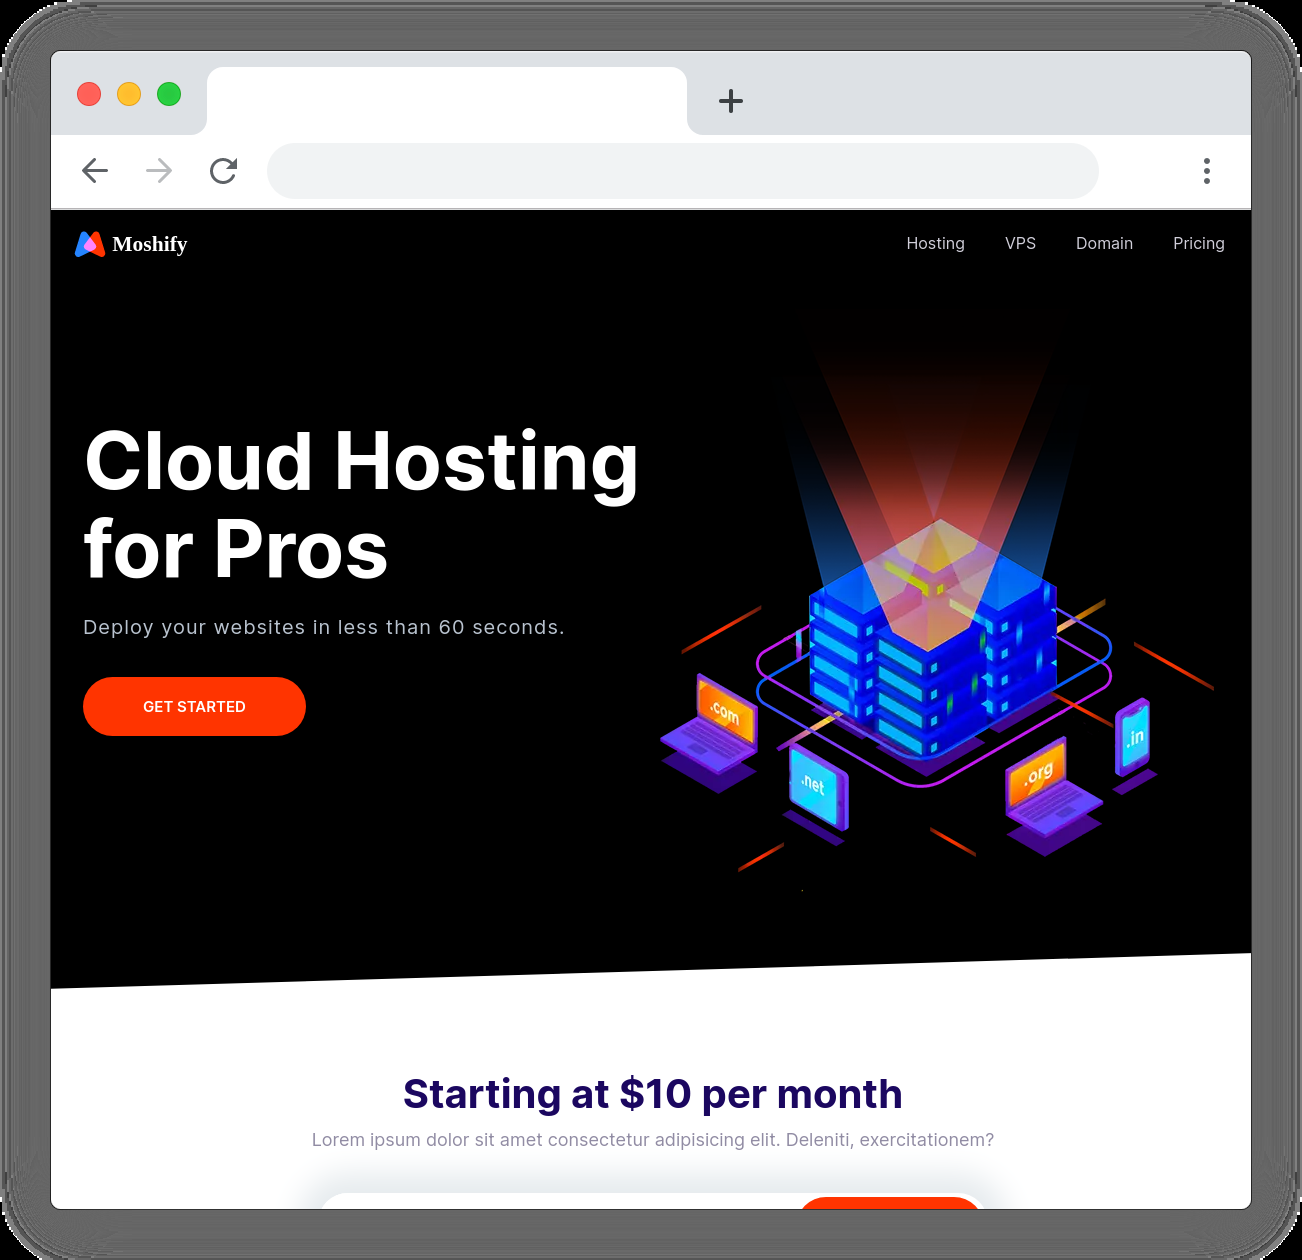 Moshify
Hosting VPS Domain Pricing
Cloud Hosting
for Pros
Deploy your websites in less than 60 seconds.
GET STARTED
.com
.net
.org
.in
Starting at $10 per month
Lorem ipsum dolor sit amet consectetur adipisicing elit. Deleniti, exercitationem?